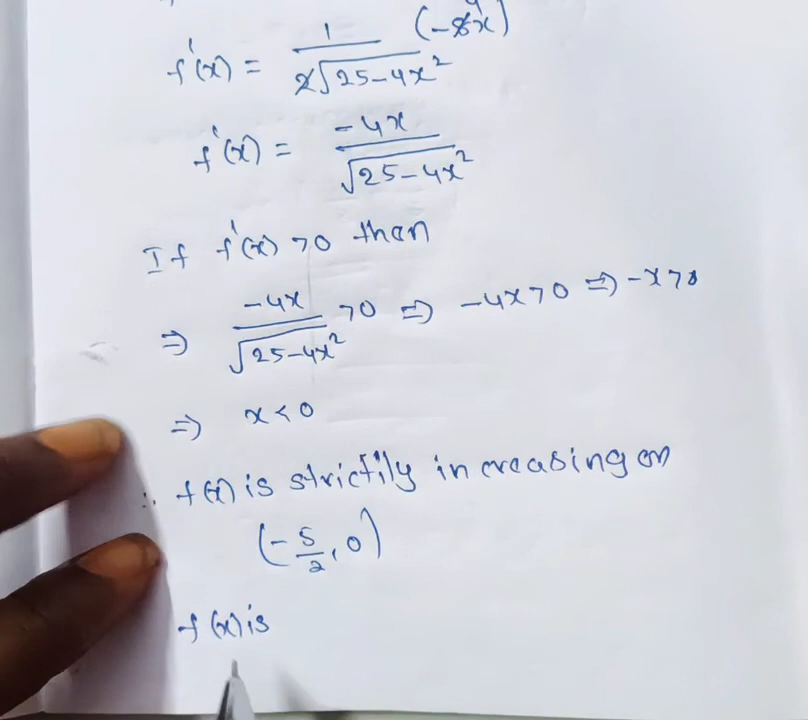 f'(x) = 1/2√25-4x² (-8x) 4
f'(x) = -4x/√25-4x²
If f'(x) >0 then
⇒ -4x/√25-4x² >0 ⇒ -4x>0 ⇒ -x>0
⇒ x<0
∴ f(x) is strictily increasing on
(-5/2, 0)
f(x) is